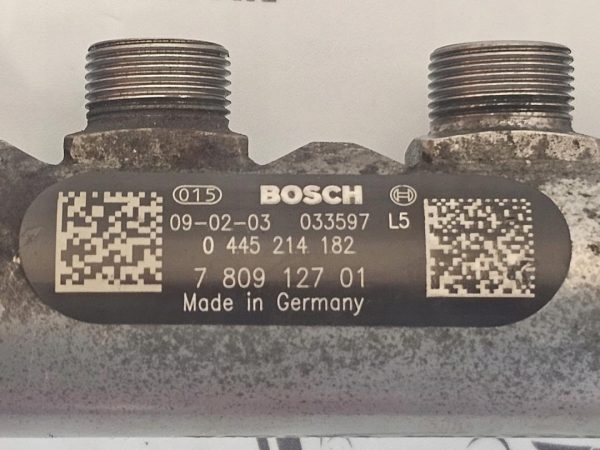 015 BOSCH
09-02-03 033597 L5
0 445 214 182
7 809 127 01
Made in Germany